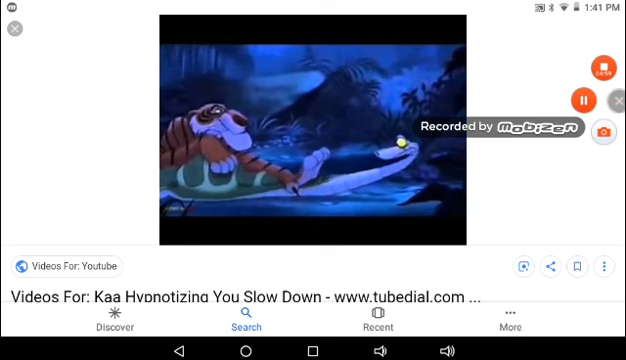 1:41 PM
04:59
Recorded by mobizen
Videos For: Youtube
Videos For: Kaa Hypnotizing You Slow Down - www.tubedial.com ...
Discover
Search
Recent
More